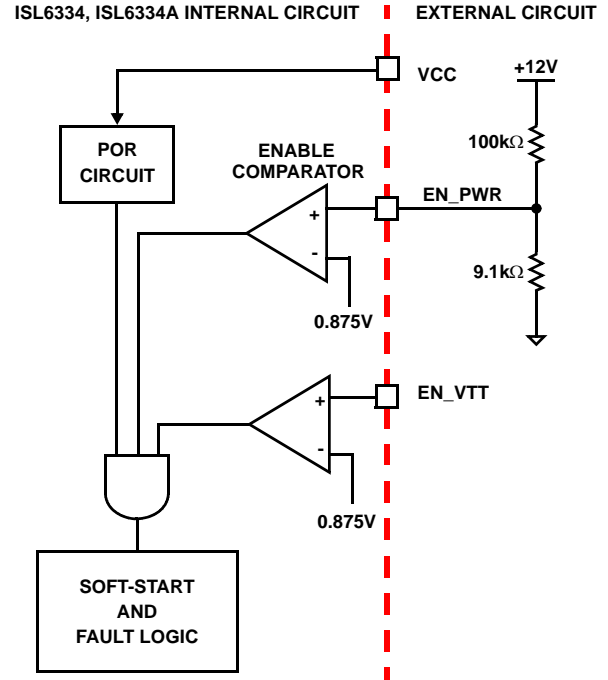 ISL6334, ISL6334A INTERNAL CIRCUIT
EXTERNAL CIRCUIT
VCC
+12V
POR
CIRCUIT
ENABLE
COMPARATOR
100kΩ
EN_PWR
+
-
9.1kΩ
0.875V
EN_VTT
+
-
0.875V
SOFT-START
AND
FAULT LOGIC